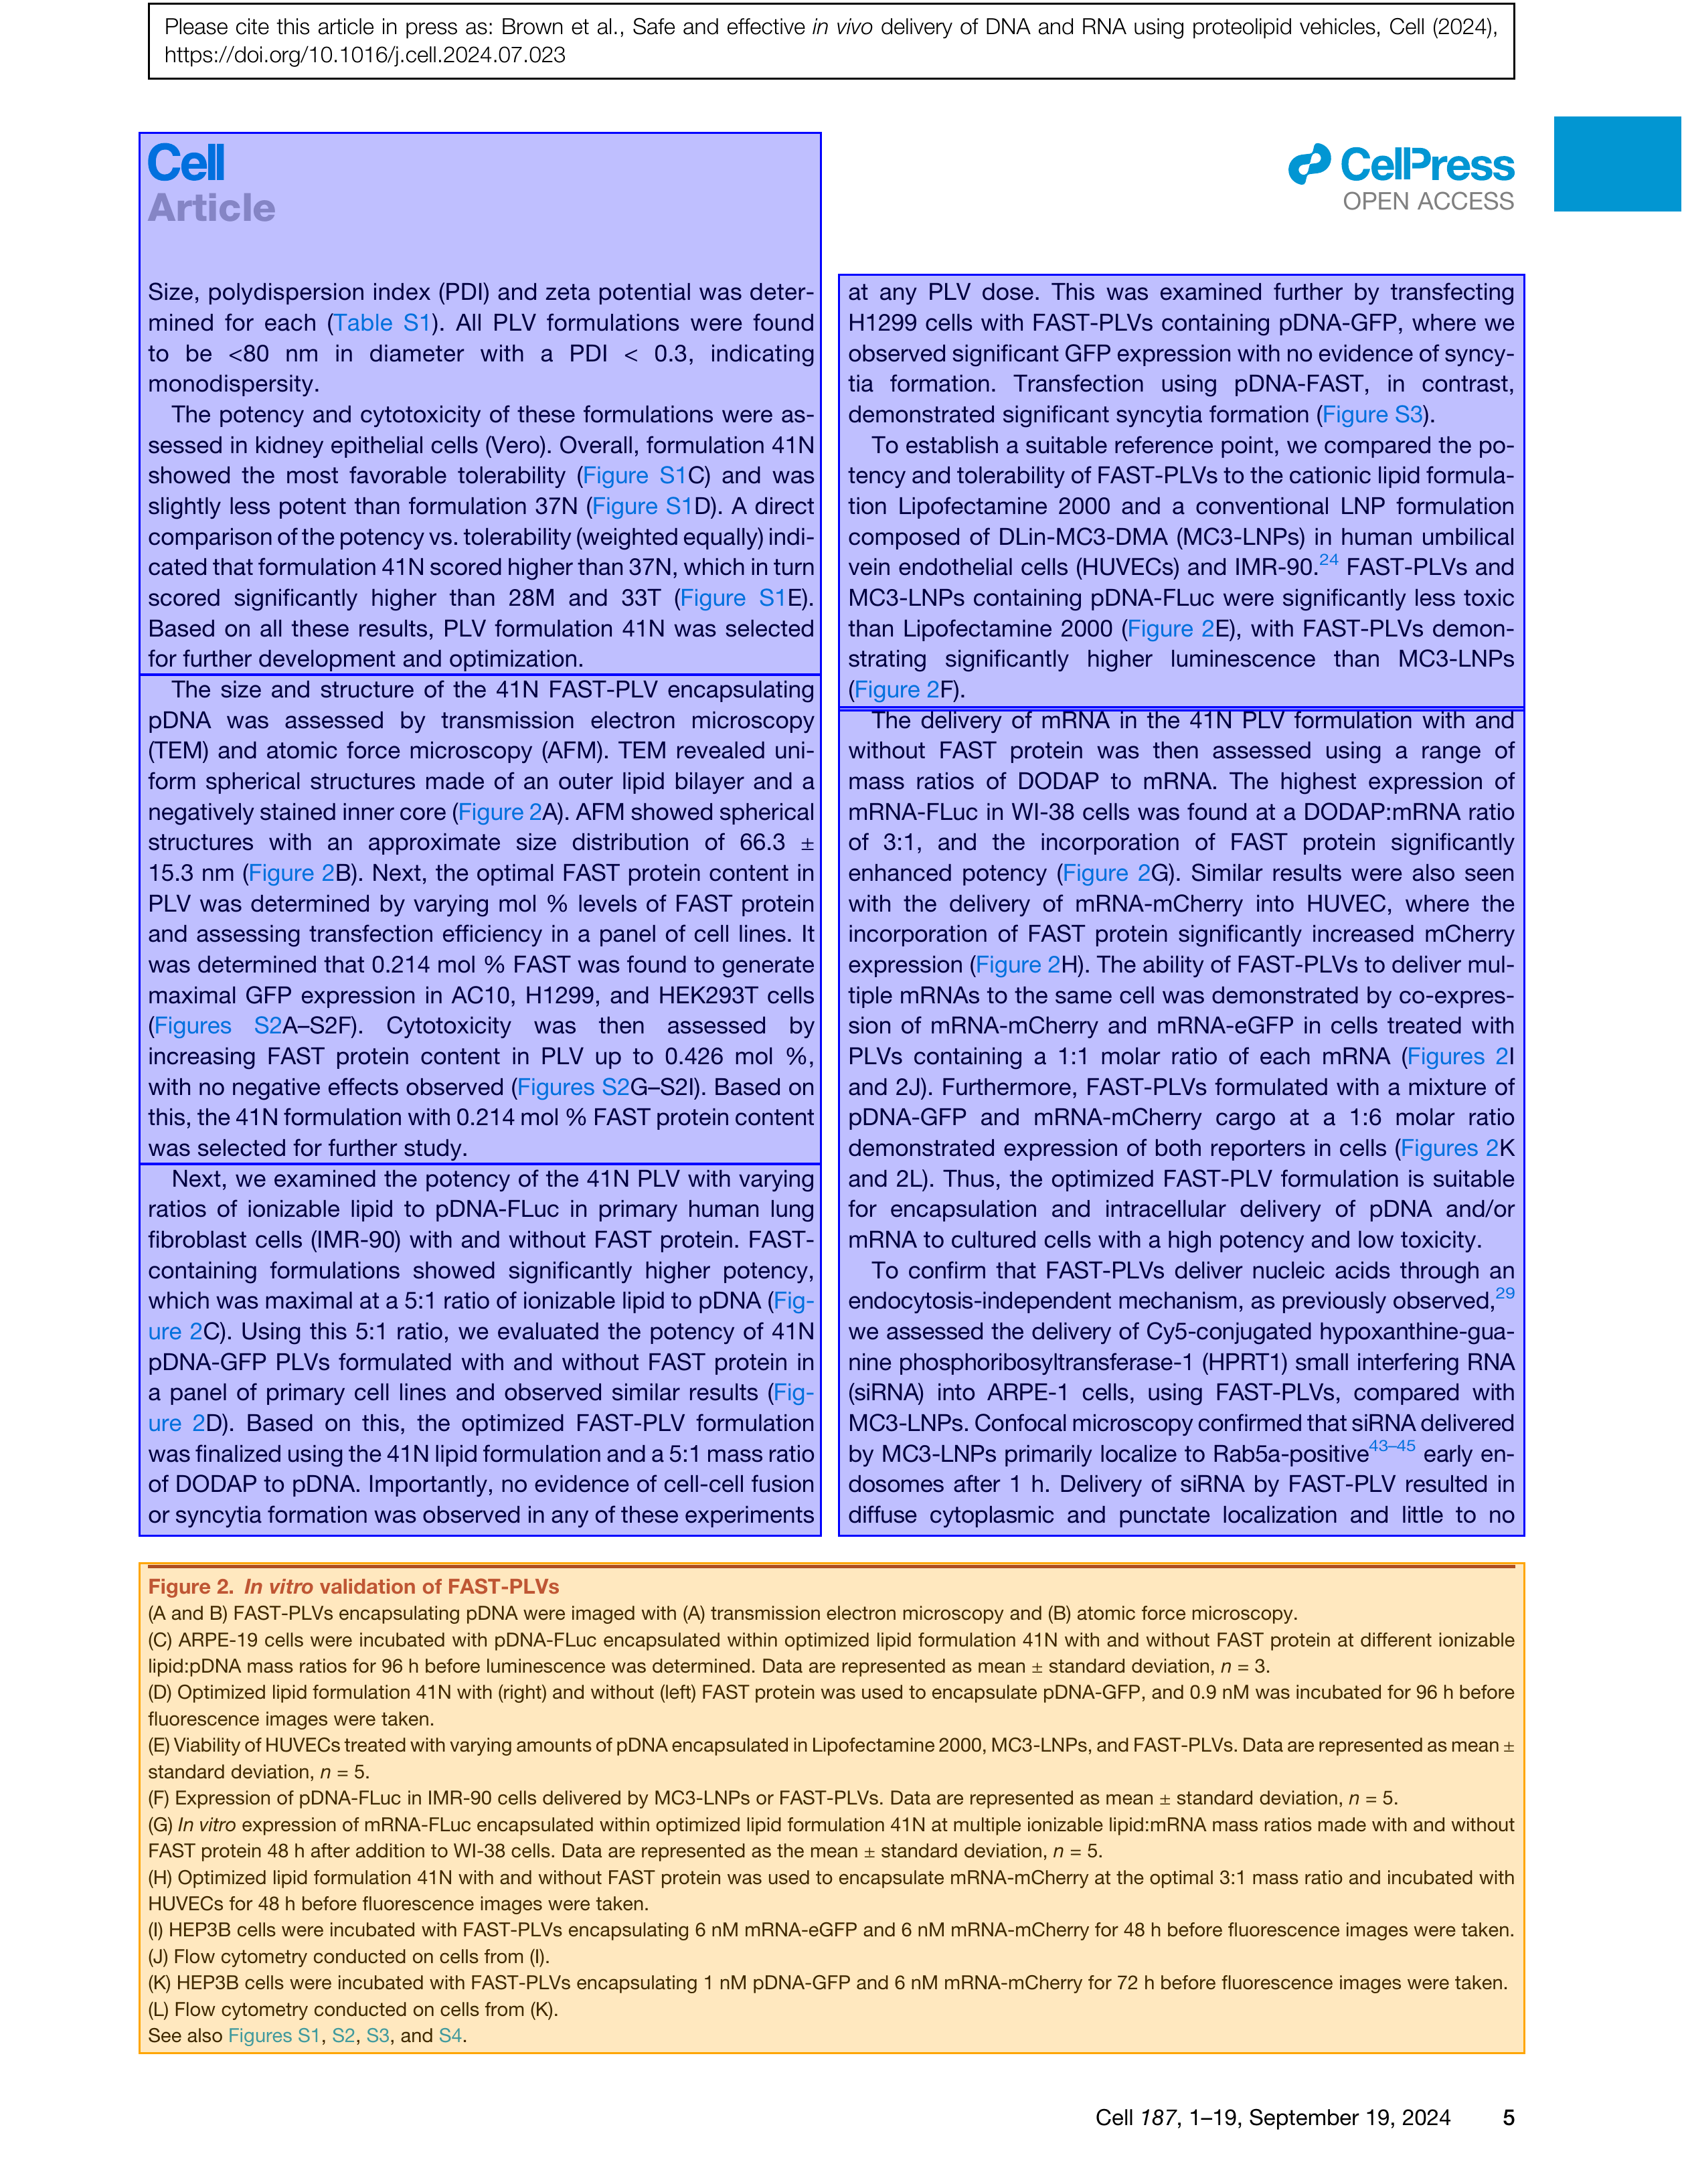 Please cite this article in press as: Brown et al., Safe and effective in vivo delivery of DNA and RNA using proteolipid vehicles, Cell (2024),
https://doi.org/10.1016/j.cell.2024.07.023
Cell
Article
CellPress
OPEN ACCESS
Size, polydispersion index (PDI) and zeta potential was deter-
mined for each (Table S1). All PLV formulations were found
to be <80 nm in diameter with a PDI < 0.3, indicating
monodispersity.
The potency and cytotoxicity of these formulations were as-
sessed in kidney epithelial cells (Vero). Overall, formulation 41N
showed the most favorable tolerability (Figure S1C) and was
slightly less potent than formulation 37N (Figure S1D). A direct
comparison of the potency vs. tolerability (weighted equally) indi-
cated that formulation 41N scored higher than 37N, which in turn
scored significantly higher than 28M and 33T (Figure S1E).
Based on all these results, PLV formulation 41N was selected
for further development and optimization.
The size and structure of the 41N FAST-PLV encapsulating
pDNA was assessed by transmission electron microscopy
(TEM) and atomic force microscopy (AFM). TEM revealed uni-
form spherical structures made of an outer lipid bilayer and a
negatively stained inner core (Figure 2A). AFM showed spherical
structures with an approximate size distribution of 66.3 ±
15.3 nm (Figure 2B). Next, the optimal FAST protein content in
PLV was determined by varying mol % levels of FAST protein
and assessing transfection efficiency in a panel of cell lines. It
was determined that 0.214 mol % FAST was found to generate
maximal GFP expression in AC10, H1299, and HEK293T cells
(Figures S2A–S2F). Cytotoxicity was then assessed by
increasing FAST protein content in PLV up to 0.426 mol %,
with no negative effects observed (Figures S2G–S2I). Based on
this, the 41N formulation with 0.214 mol % FAST protein content
was selected for further study.
Next, we examined the potency of the 41N PLV with varying
ratios of ionizable lipid to pDNA-FLuc in primary human lung
fibroblast cells (IMR-90) with and without FAST protein. FAST-
containing formulations showed significantly higher potency,
which was maximal at a 5:1 ratio of ionizable lipid to pDNA (Fig-
ure 2C). Using this 5:1 ratio, we evaluated the potency of 41N
pDNA-GFP PLVs formulated with and without FAST protein in
a panel of primary cell lines and observed similar results (Fig-
ure 2D). Based on this, the optimized FAST-PLV formulation
was finalized using the 41N lipid formulation and a 5:1 mass ratio
of DODAP to pDNA. Importantly, no evidence of cell-cell fusion
or syncytia formation was observed in any of these experiments
at any PLV dose. This was examined further by transfecting
H1299 cells with FAST-PLVs containing pDNA-GFP, where we
observed significant GFP expression with no evidence of syncy-
tia formation. Transfection using pDNA-FAST, in contrast,
demonstrated significant syncytia formation (Figure S3).
To establish a suitable reference point, we compared the po-
tency and tolerability of FAST-PLVs to the cationic lipid formula-
tion Lipofectamine 2000 and a conventional LNP formulation
composed of DLin-MC3-DMA (MC3-LNPs) in human umbilical
vein endothelial cells (HUVECs) and IMR-90.24 FAST-PLVs and
MC3-LNPs containing pDNA-FLuc were significantly less toxic
than Lipofectamine 2000 (Figure 2E), with FAST-PLVs demon-
strating significantly higher luminescence than MC3-LNPs
(Figure 2F).
The delivery of mRNA in the 41N PLV formulation with and
without FAST protein was then assessed using a range of
mass ratios of DODAP to mRNA. The highest expression of
mRNA-FLuc in WI-38 cells was found at a DODAP:mRNA ratio
of 3:1, and the incorporation of FAST protein significantly
enhanced potency (Figure 2G). Similar results were also seen
with the delivery of mRNA-mCherry into HUVEC, where the
incorporation of FAST protein significantly increased mCherry
expression (Figure 2H). The ability of FAST-PLVs to deliver mul-
tiple mRNAs to the same cell was demonstrated by co-expres-
sion of mRNA-mCherry and mRNA-eGFP in cells treated with
PLVs containing a 1:1 molar ratio of each mRNA (Figures 2I
and 2J). Furthermore, FAST-PLVs formulated with a mixture of
pDNA-GFP and mRNA-mCherry cargo at a 1:6 molar ratio
demonstrated expression of both reporters in cells (Figures 2K
and 2L). Thus, the optimized FAST-PLV formulation is suitable
for encapsulation and intracellular delivery of pDNA and/or
mRNA to cultured cells with a high potency and low toxicity.
To confirm that FAST-PLVs deliver nucleic acids through an
endocytosis-independent mechanism, as previously observed,29
we assessed the delivery of Cy5-conjugated hypoxanthine-gua-
nine phosphoribosyltransferase-1 (HPRT1) small interfering RNA
(siRNA) into ARPE-1 cells, using FAST-PLVs, compared with
MC3-LNPs. Confocal microscopy confirmed that siRNA delivered
by MC3-LNPs primarily localize to Rab5a-positive43–45 early en-
dosomes after 1 h. Delivery of siRNA by FAST-PLV resulted in
diffuse cytoplasmic and punctate localization and little to no
Figure 2. In vitro validation of FAST-PLVs
(A and B) FAST-PLVs encapsulating pDNA were imaged with (A) transmission electron microscopy and (B) atomic force microscopy.
(C) ARPE-19 cells were incubated with pDNA-FLuc encapsulated within optimized lipid formulation 41N with and without FAST protein at different ionizable
lipid:pDNA mass ratios for 96 h before luminescence was determined. Data are represented as mean ± standard deviation, n = 3.
(D) Optimized lipid formulation 41N with (right) and without (left) FAST protein was used to encapsulate pDNA-GFP, and 0.9 nM was incubated for 96 h before
fluorescence images were taken.
(E) Viability of HUVECs treated with varying amounts of pDNA encapsulated in Lipofectamine 2000, MC3-LNPs, and FAST-PLVs. Data are represented as mean ±
standard deviation, n = 5.
(F) Expression of pDNA-FLuc in IMR-90 cells delivered by MC3-LNPs or FAST-PLVs. Data are represented as mean ± standard deviation, n = 5.
(G) In vitro expression of mRNA-FLuc encapsulated within optimized lipid formulation 41N at multiple ionizable lipid:mRNA mass ratios made with and without
FAST protein 48 h after addition to WI-38 cells. Data are represented as the mean ± standard deviation, n = 5.
(H) Optimized lipid formulation 41N with and without FAST protein was used to encapsulate mRNA-mCherry at the optimal 3:1 mass ratio and incubated with
HUVECs for 48 h before fluorescence images were taken.
(I) HEP3B cells were incubated with FAST-PLVs encapsulating 6 nM mRNA-eGFP and 6 nM mRNA-mCherry for 48 h before fluorescence images were taken.
(J) Flow cytometry conducted on cells from (I).
(K) HEP3B cells were incubated with FAST-PLVs encapsulating 1 nM pDNA-GFP and 6 nM mRNA-mCherry for 72 h before fluorescence images were taken.
(L) Flow cytometry conducted on cells from (K).
See also Figures S1, S2, S3, and S4.
Cell 187, 1–19, September 19, 2024 5